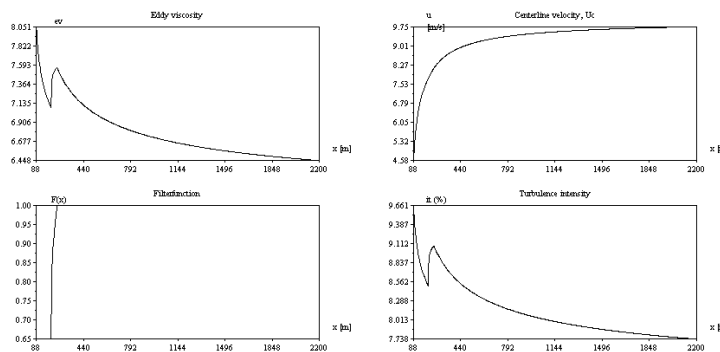 Eddy viscosity
ev
8.051
7.822
7.593
7.364
7.135
6.906
6.677
6.448
88 440 792 1144 1496 1848 2200
x [m]
Centerline velocity, Uc
u
[m/s]
9.75
9.01
8.27
7.53
6.79
6.05
5.32
4.58
88 440 792 1144 1496 1848 2200
x [
Filterfunction
F(x)
1.00
0.95
0.90
0.85
0.80
0.75
0.70
0.65
88 440 792 1144 1496 1848 2200
x [m]
Turbulence intensity
it (%)
9.661
9.387
9.112
8.837
8.562
8.288
8.013
7.738
88 440 792 1144 1496 1848 2200
x [